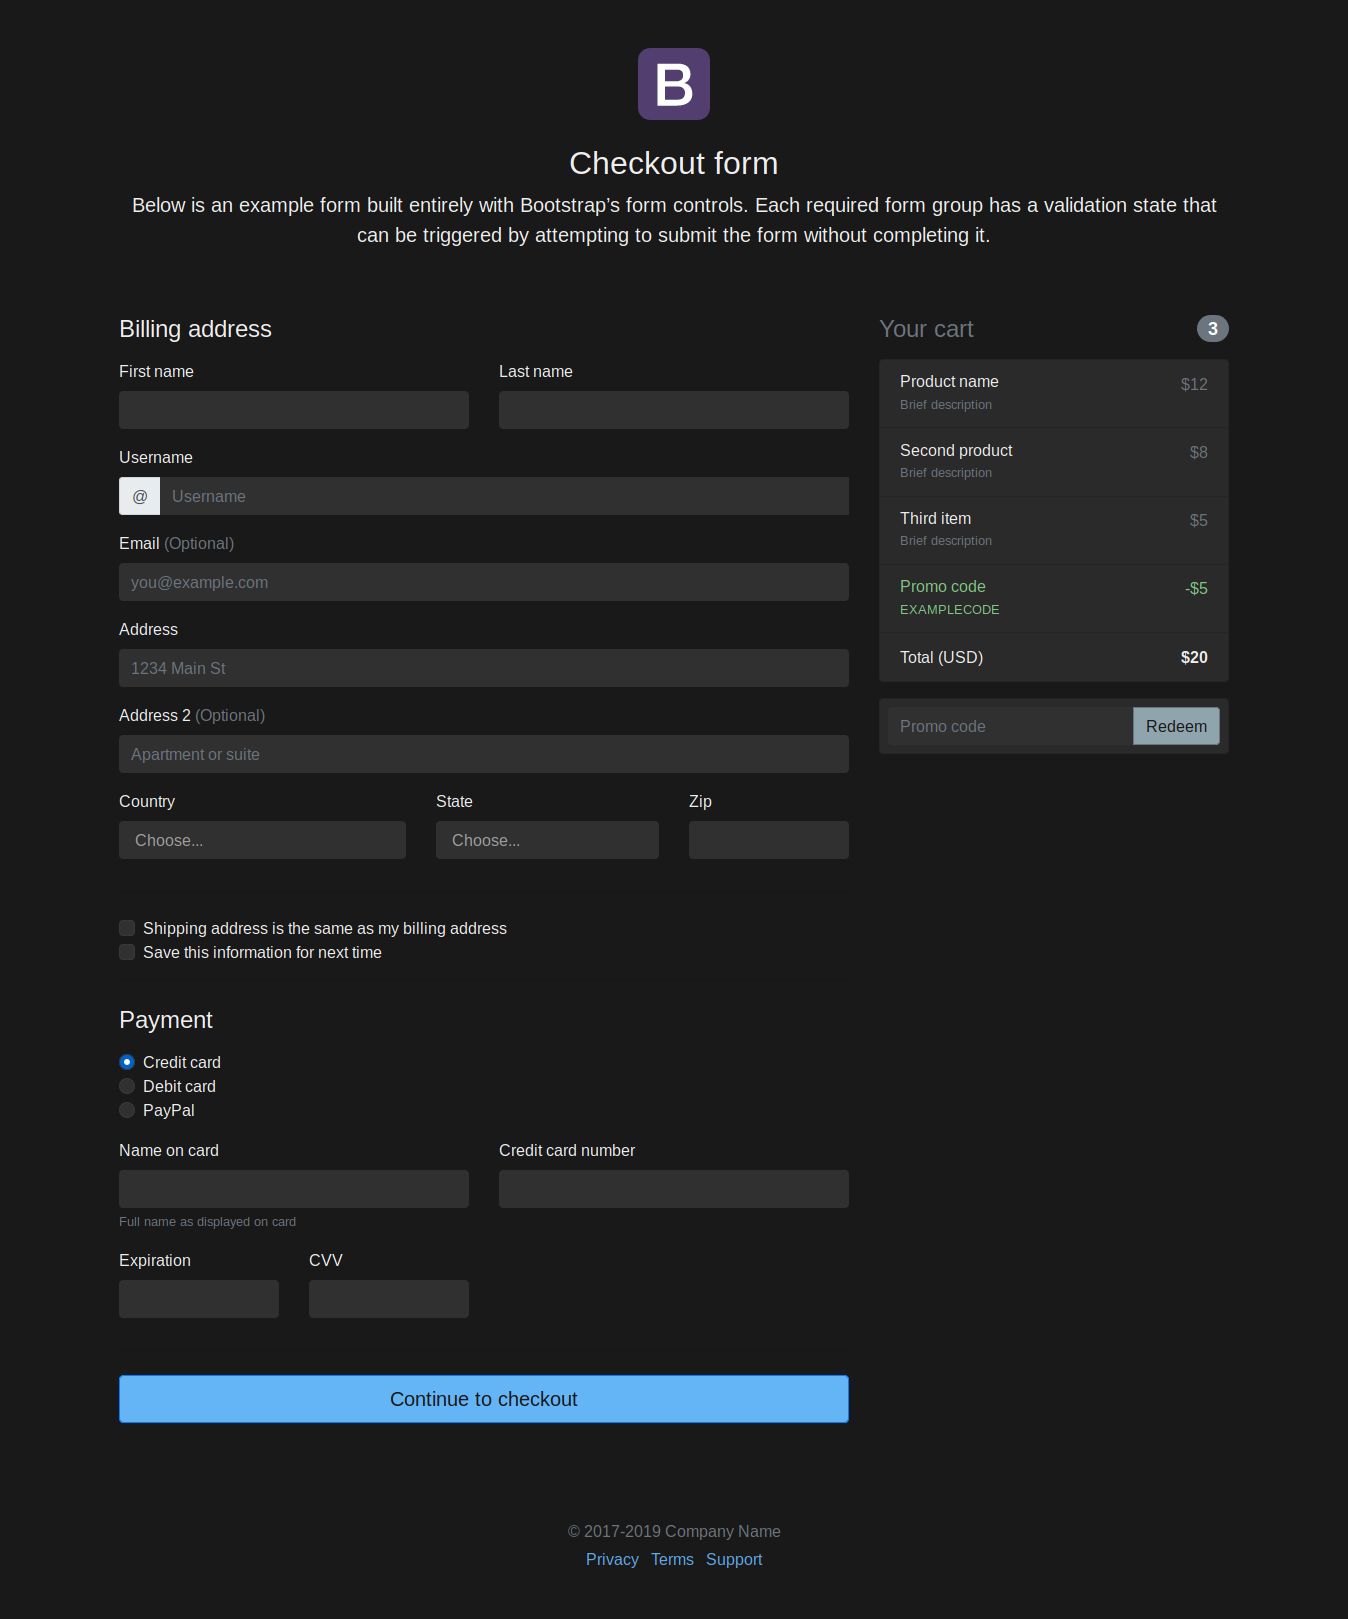 B
Checkout form
Below is an example form built entirely with Bootstrap’s form controls. Each required form group has a validation state that
can be triggered by attempting to submit the form without completing it.
Billing address
First name
Last name
Username
@
Username
Email (Optional)
you@example.com
Address
1234 Main St
Address 2 (Optional)
Apartment or suite
Country
State
Zip
Choose...
Choose...
Shipping address is the same as my billing address
Save this information for next time
Payment
Credit card
Debit card
PayPal
Name on card
Credit card number
Full name as displayed on card
Expiration
CVV
Continue to checkout
Your cart
3
Product name
$12
Brief description
Second product
$8
Brief description
Third item
$5
Brief description
Promo code
-$5
EXAMPLECODE
Total (USD)
$20
Promo code
Redeem
© 2017-2019 Company Name
Privacy Terms Support